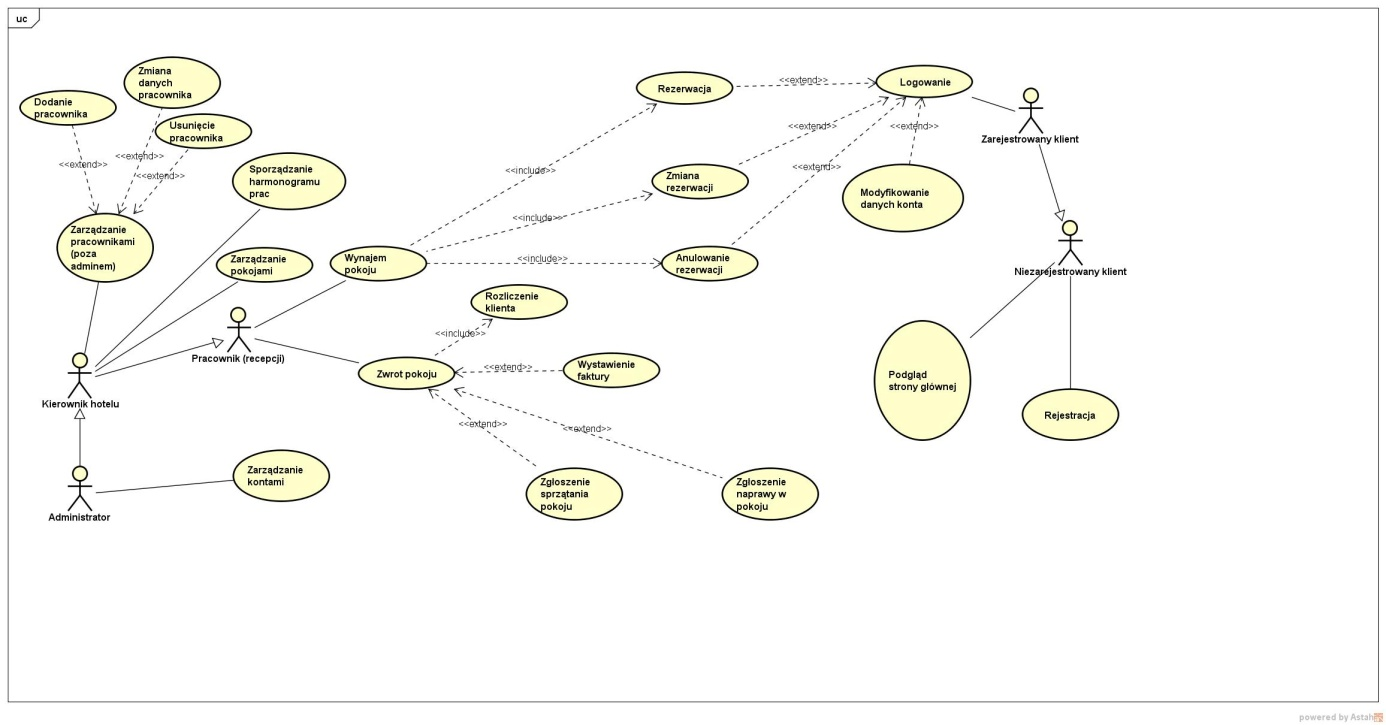 uc
Zmiana
danych
pracownika
Dodanie
pracownika
Usunięcie
pracownika
<<extend>>
<<extend>>
<<extend>>
Sporządzanie
harmonogramu
prac
Zarządzanie
pracownikami
(poza
adminem)
Zarządzanie
pokojami
Pracownik (recepcji)
Kierownik hotelu
Administrator
Zarządzanie
kontami
Wynajem
pokoju
<<include>>
<<include>>
<<include>>
Rezerwacja
Zmiana
rezerwacji
Anulowanie
rezerwacji
<<extend>>
<<extend>>
<<extend>>
<<extend>>
Logowanie
Modyfikowanie
danych konta
Zarejestrowany klient
Niezarejestrowany klient
Podgląd
strony głównej
Rejestracja
Rozliczenie
klienta
<<include>>
Zwrot pokoju
<<extend>>
Wystawienie
faktury
<<extend>>
<<extend>>
Zgłoszenie
sprzątania
pokoju
Zgłoszenie
naprawy w
pokoju
powered by Astah